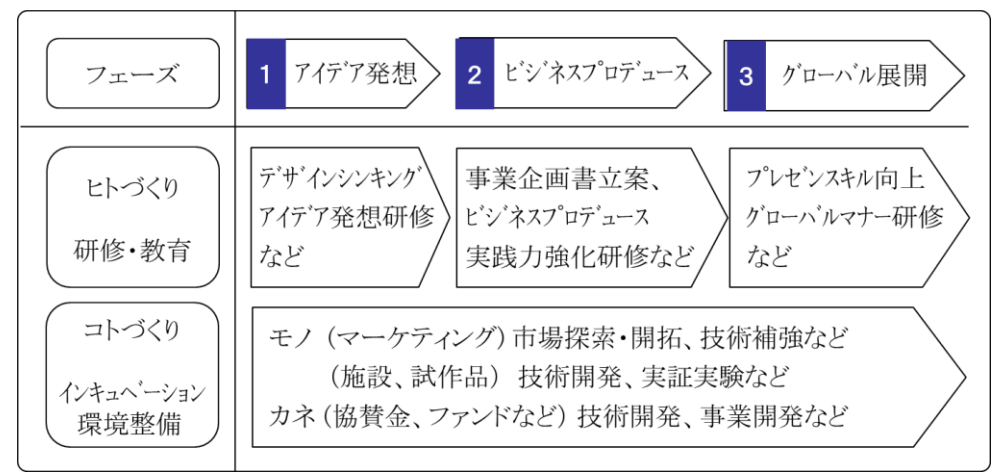 フェーズ
1 アイデア発想
2 ビジネスプロデュース
3 グローバル展開
ヒトづくり
研修・教育
デザインシンキング
アイデア発想研修
など
事業企画書立案、
ビジネスプロデュース
実践力強化研修など
プレゼンスキル向上
グローバルマナー研修
など
コトづくり
インキュベーション
環境整備
モノ（マーケティング）市場探索・開拓、技術補強など
（施設、試作品） 技術開発、実証実験など
カネ（協賛金、ファンドなど）技術開発、事業開発など